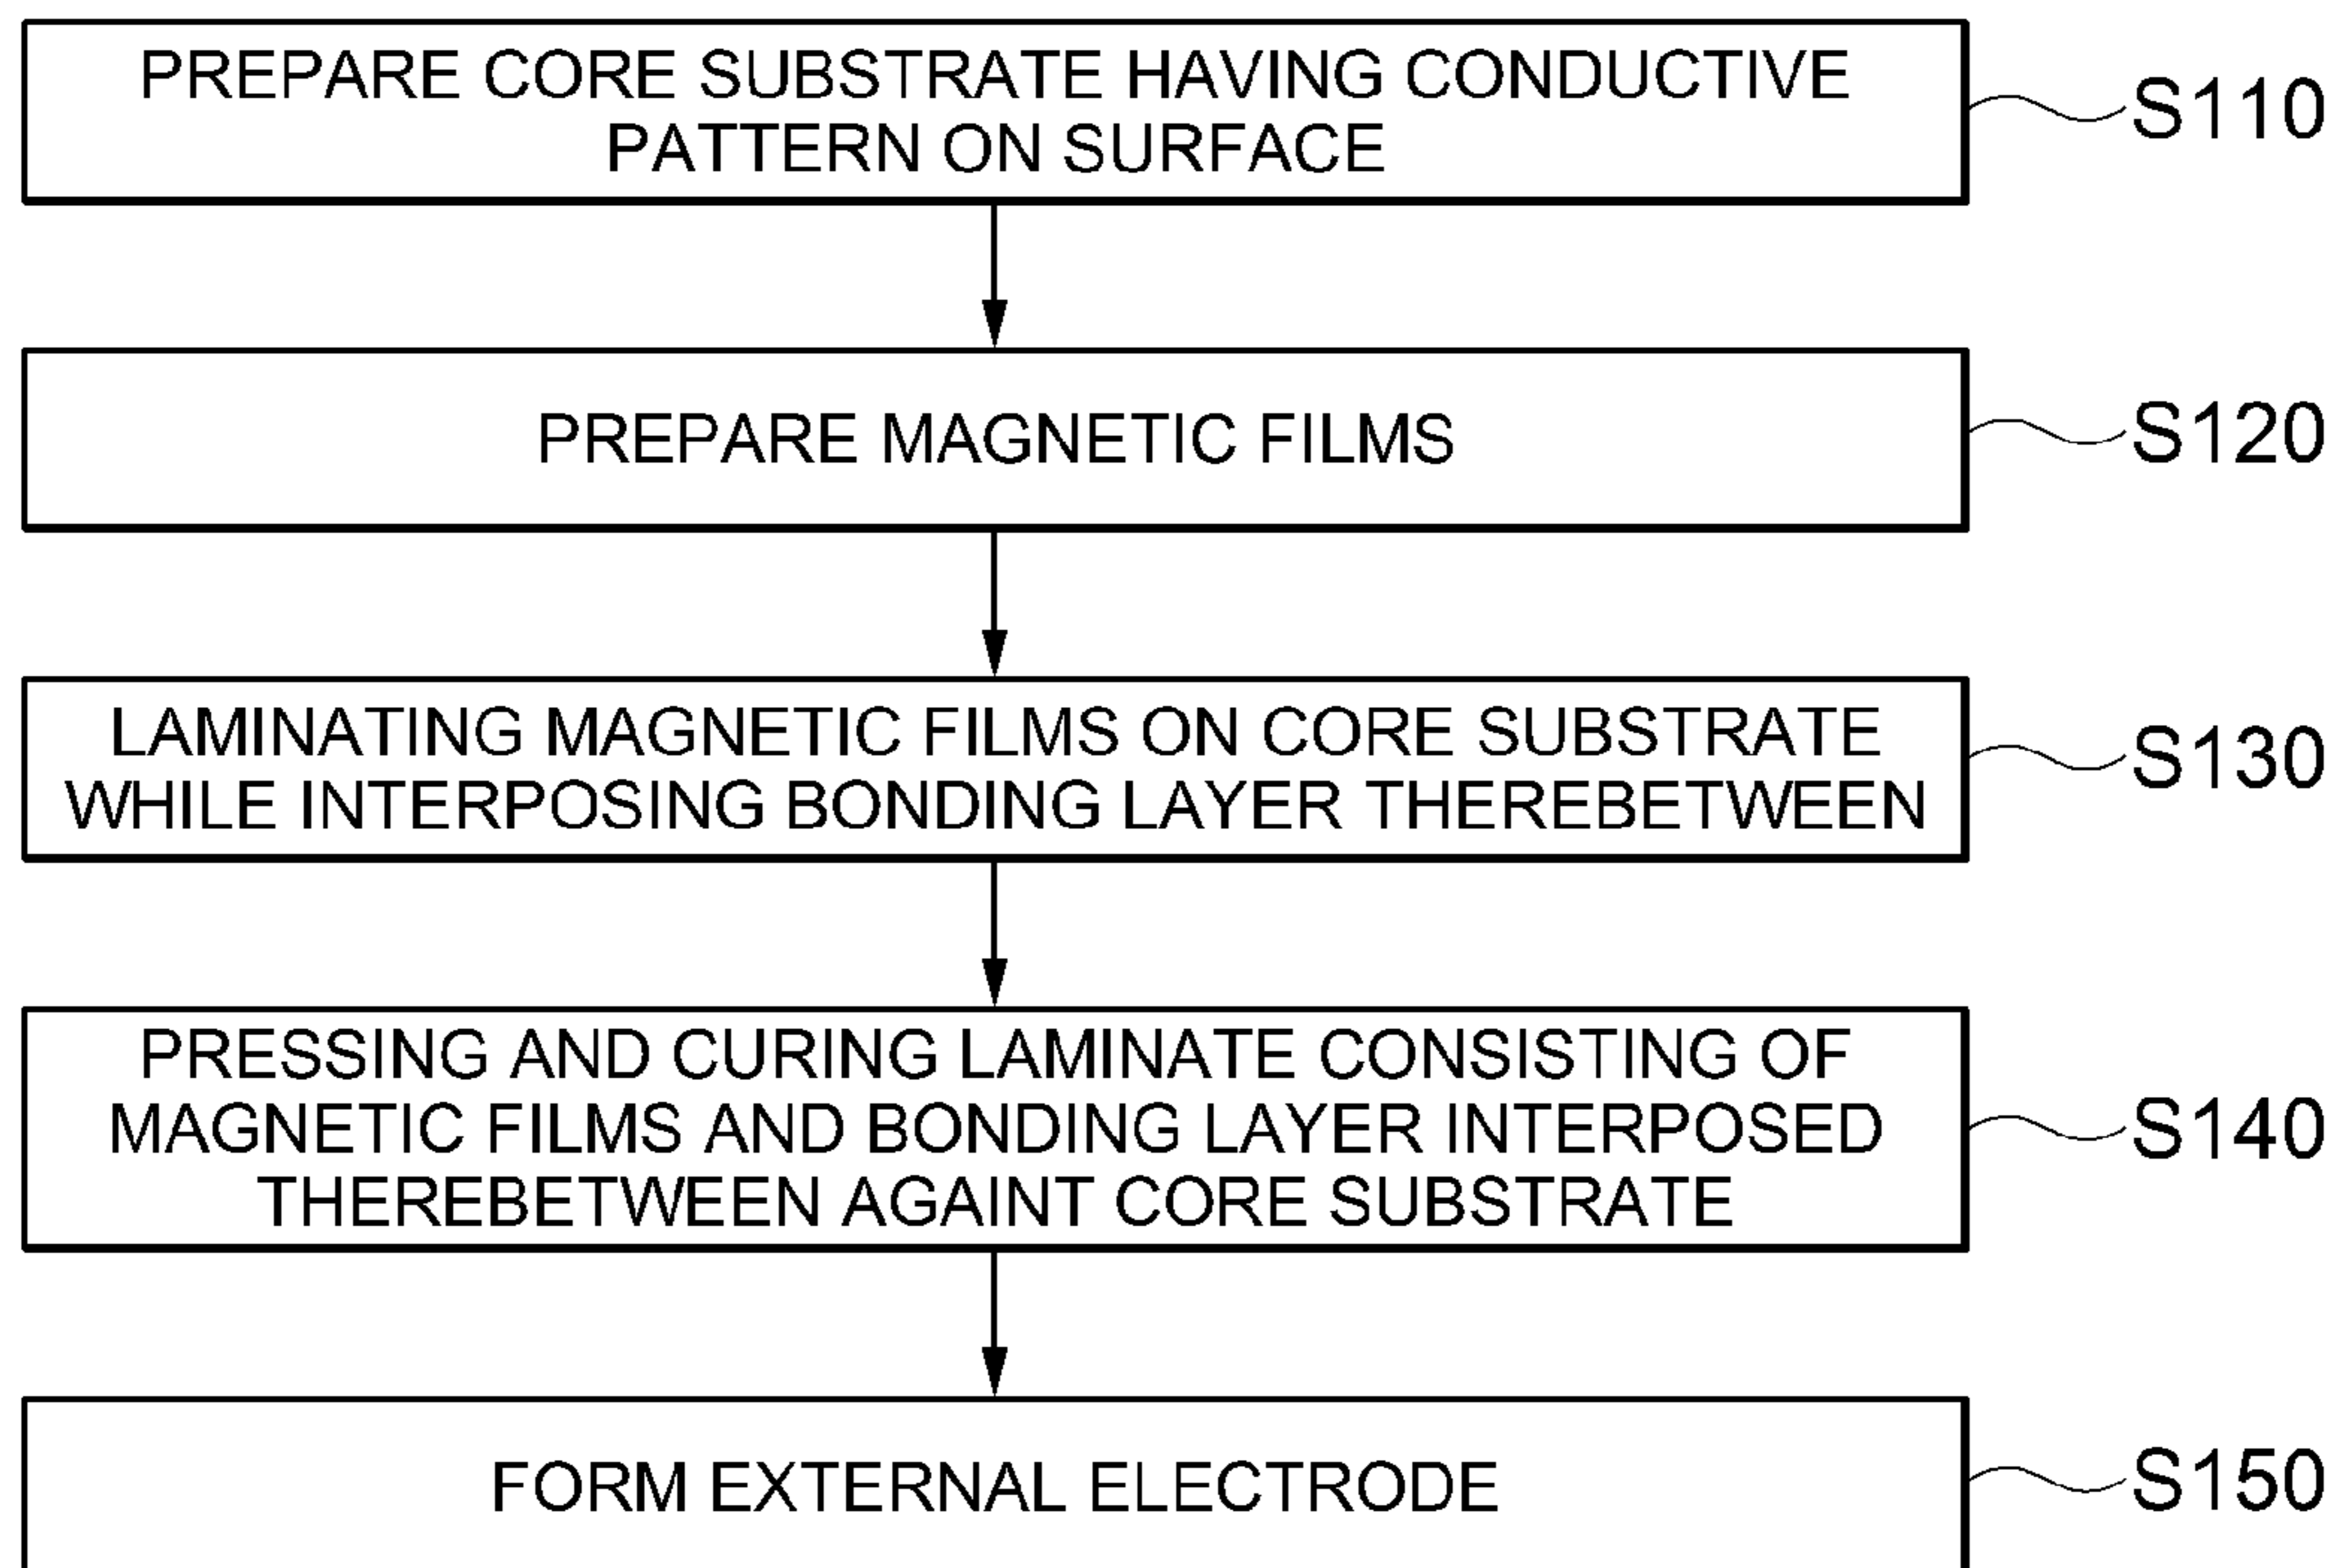 PREPARE CORE SUBSTRATE HAVING CONDUCTIVE
PATTERN ON SURFACE
S110
PREPARE MAGNETIC FILMS
S120
LAMINATING MAGNETIC FILMS ON CORE SUBSTRATE
WHILE INTERPOSING BONDING LAYER THEREBETWEEN
S130
PRESSING AND CURING LAMINATE CONSISTING OF
MAGNETIC FILMS AND BONDING LAYER INTERPOSED
THEREBETWEEN AGAINT CORE SUBSTRATE
S140
FORM EXTERNAL ELECTRODE
S150